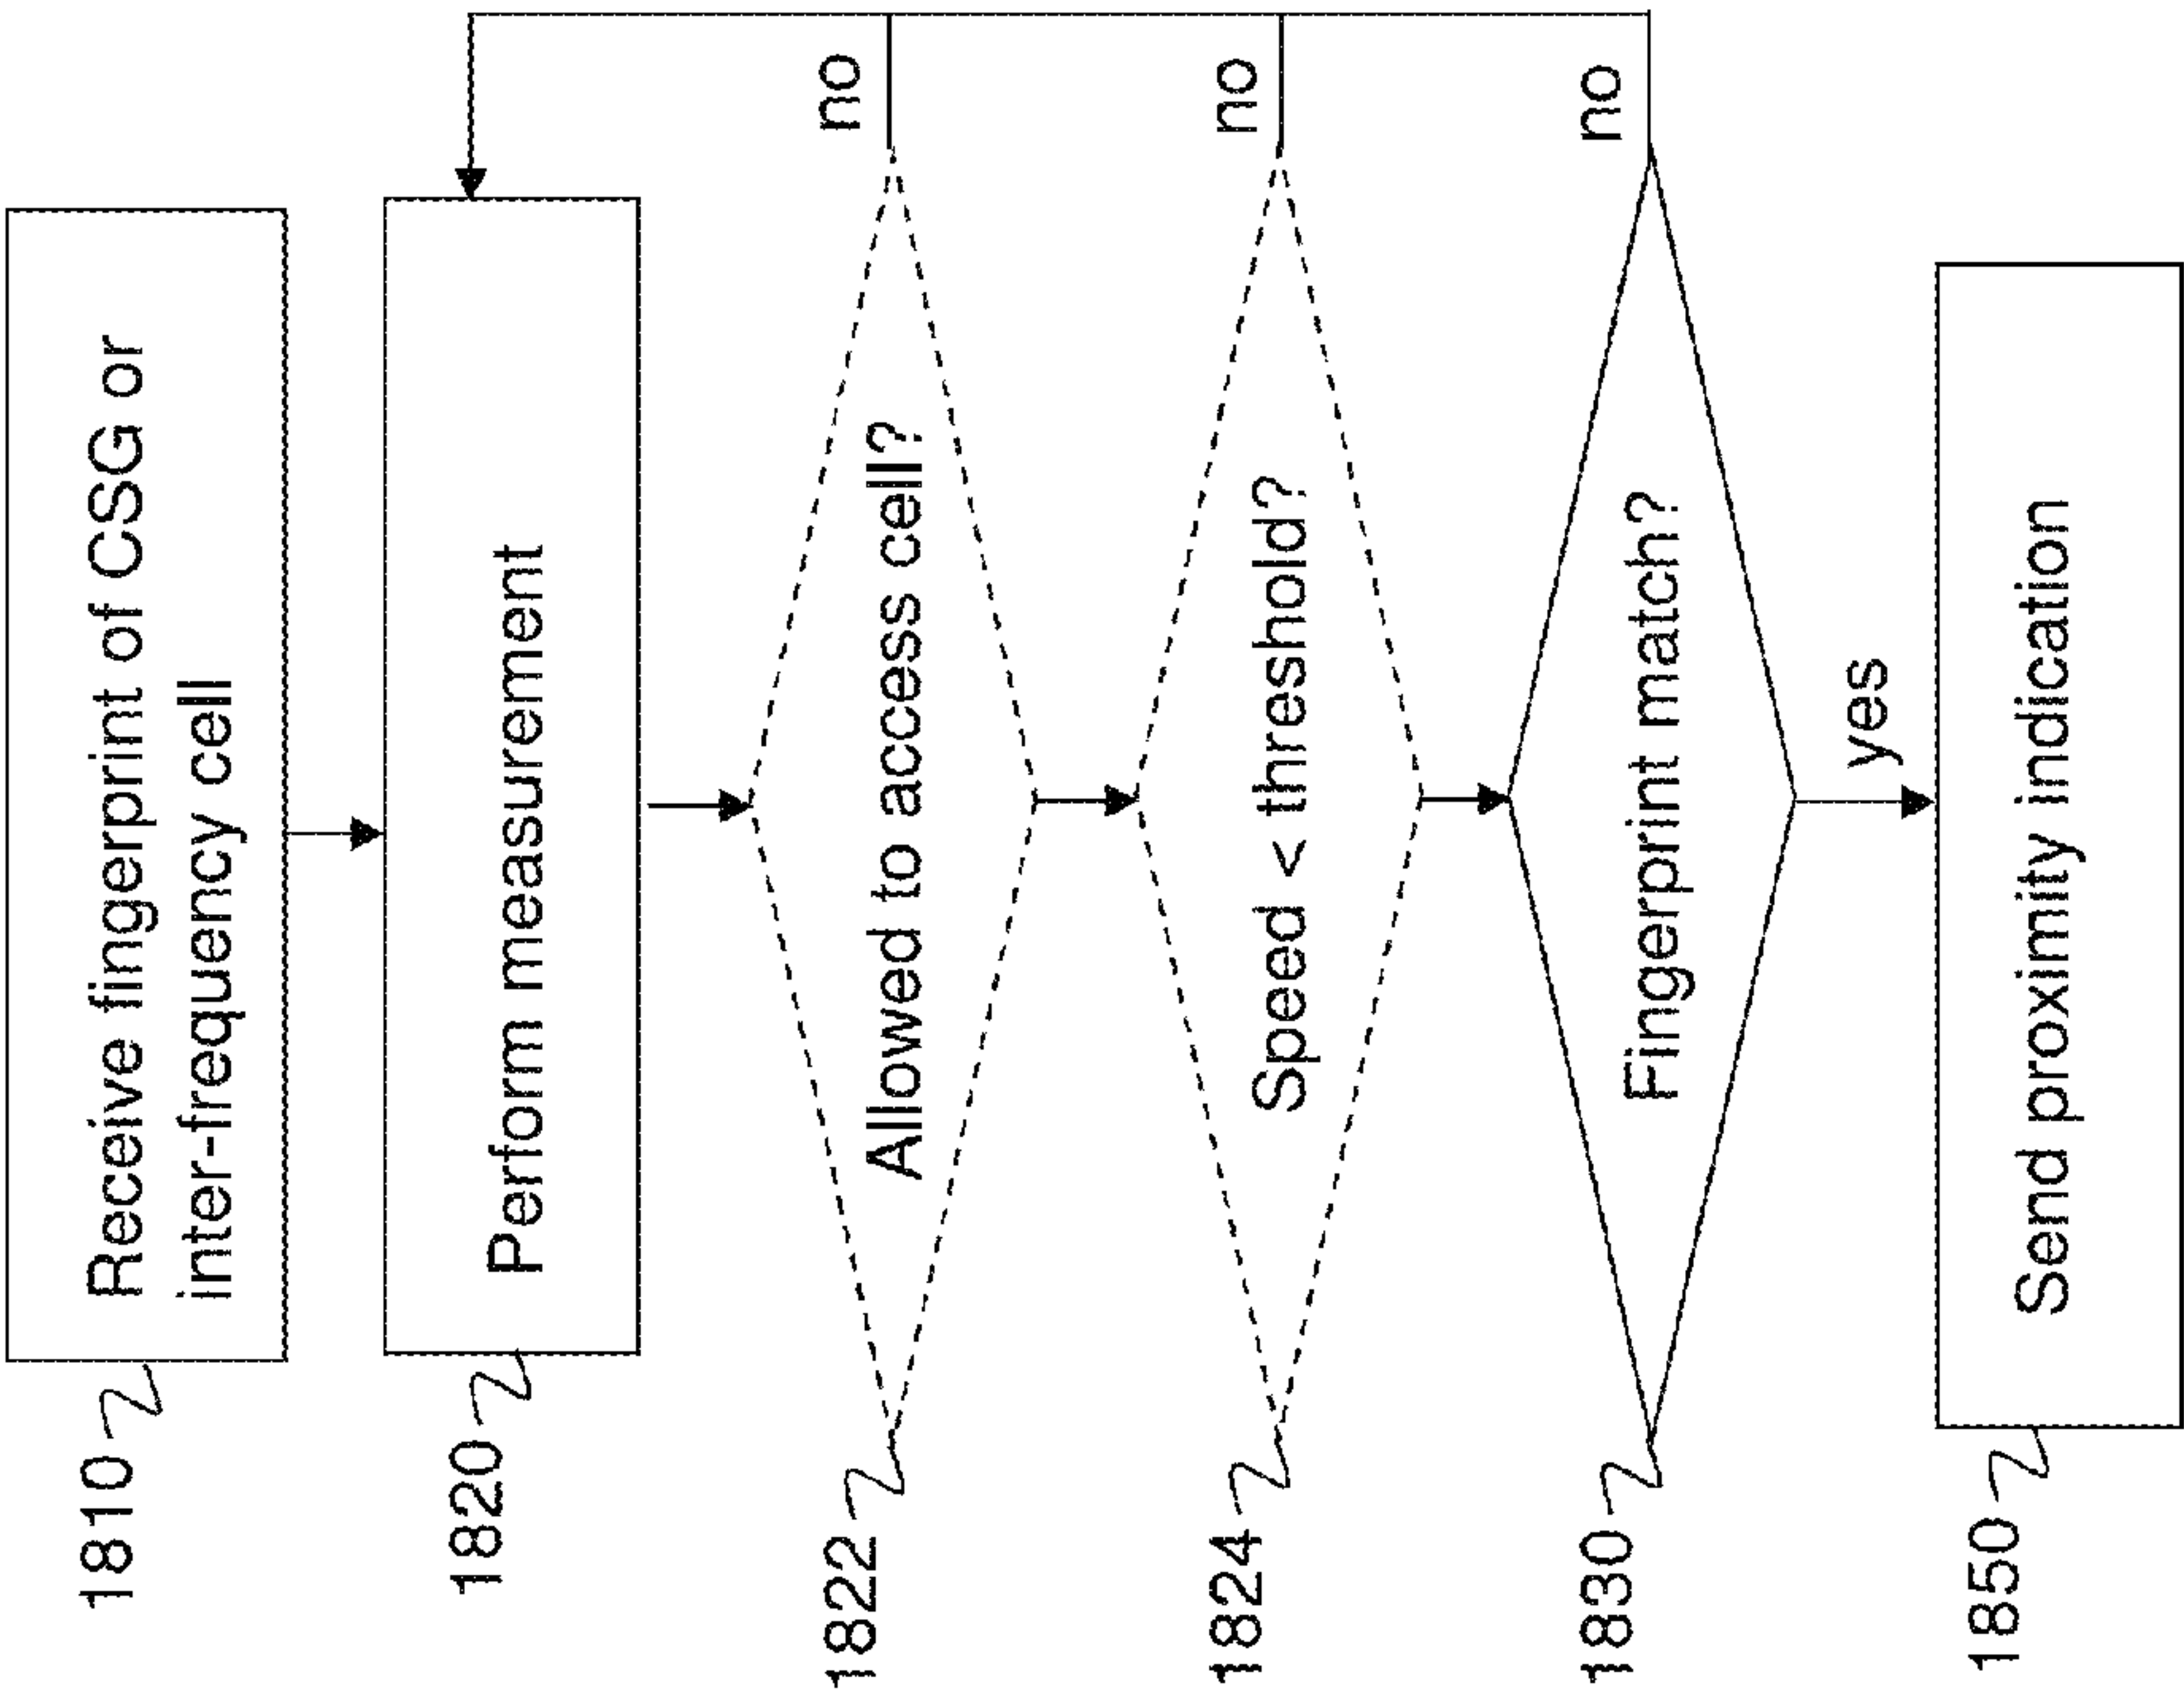 1810
Receive fingerprint of CSG or
inter-frequency cell
1820
Perform measurement
1822
Allowed to access cell?
no
1824
Speed < threshold?
no
1830
Fingerprint match?
no
yes
1850
Send proximity indication